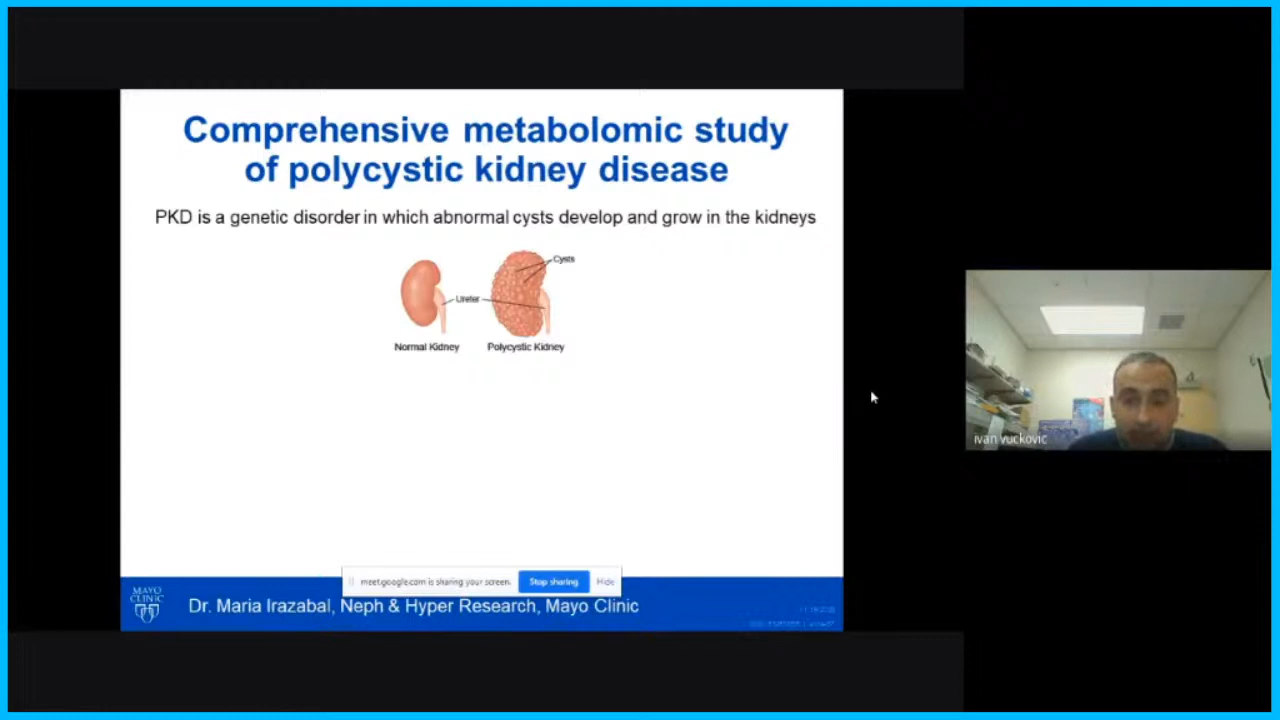 Comprehensive metabolomic study
of polycystic kidney disease
PKD is a genetic disorder in which abnormal cysts develop and grow in the kidneys
Cysts
Ureter
Normal Kidney
Polycystic Kidney
meet.google.com is sharing your screen.
Stop sharing
Hide
MAYO
CLINIC
Dr. Maria Irazabal, Neph & Hyper Research, Mayo Clinic
ivan vuckovic